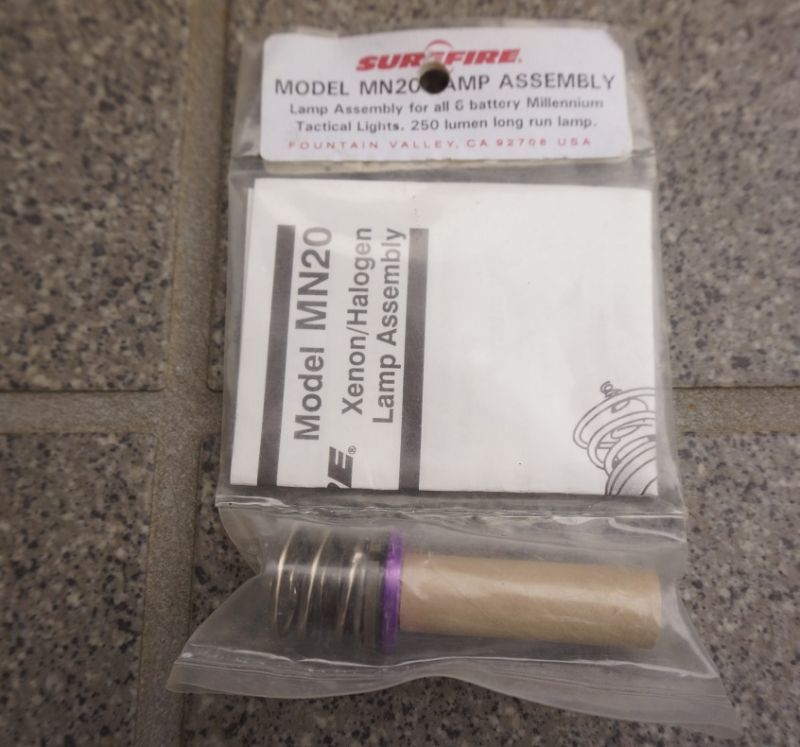 SUREFIRE.
MODEL MN20 LAMP ASSEMBLY
Lamp Assembly for all 6 battery Millennium
Tactical Lights. 250 lumen long run lamp.
FOUNTAIN VALLEY, CA 92708 USA
Model MN20
Xenon/Halogen
Lamp Assembly
RE®